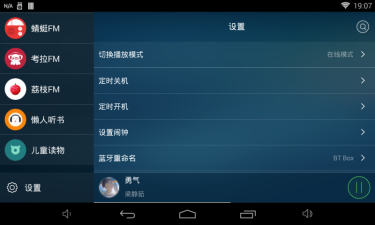 N/A
19:07
蜻蜓FM
考拉FM
荔枝FM
懒人听书
儿童读物
设置
设置
切换播放模式 在线模式
定时关机
定时开机
设置闹钟
蓝牙重命名 BT Box
勇气
梁静茹